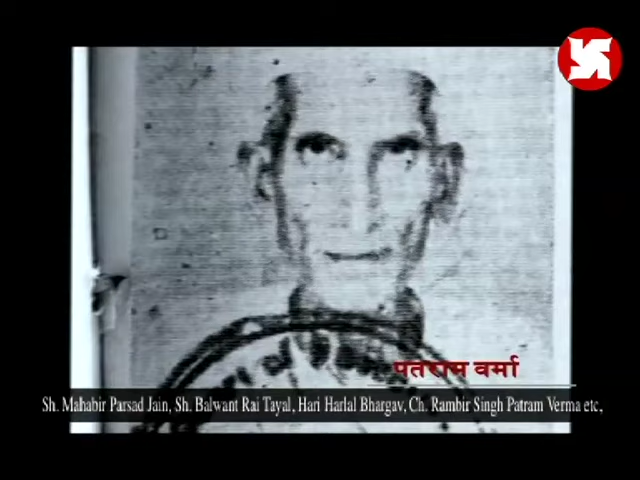 पतराम वर्मा
Sh. Mahabir Parsad Jain, Sh. Balwant Rai Tayal, Hari Harlal Bhargav, Ch. Rambir Singh Patram Verma etc,